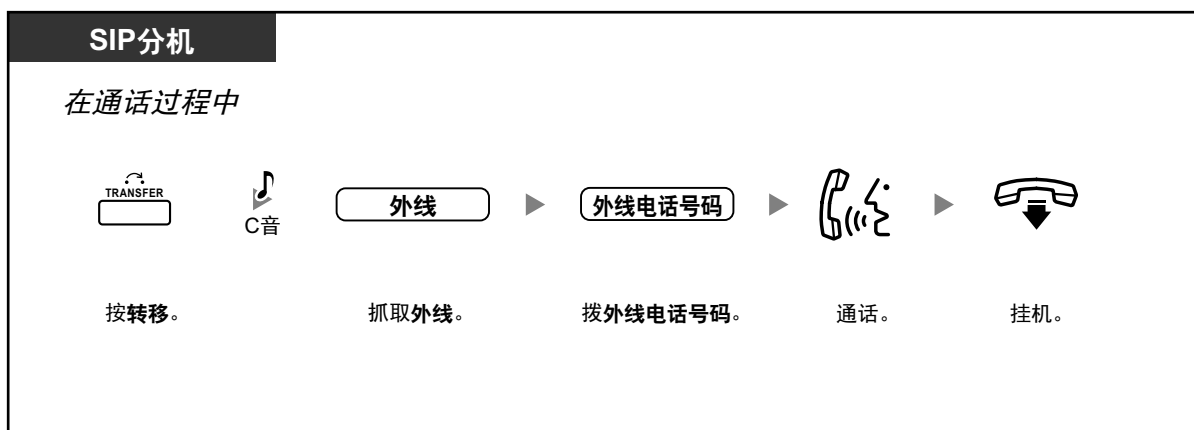 SIP分机
在通话过程中
TRANSFER
C音
外线
外线电话号码
按转移。
抓取外线。
拨外线电话号码。
通话。
挂机。